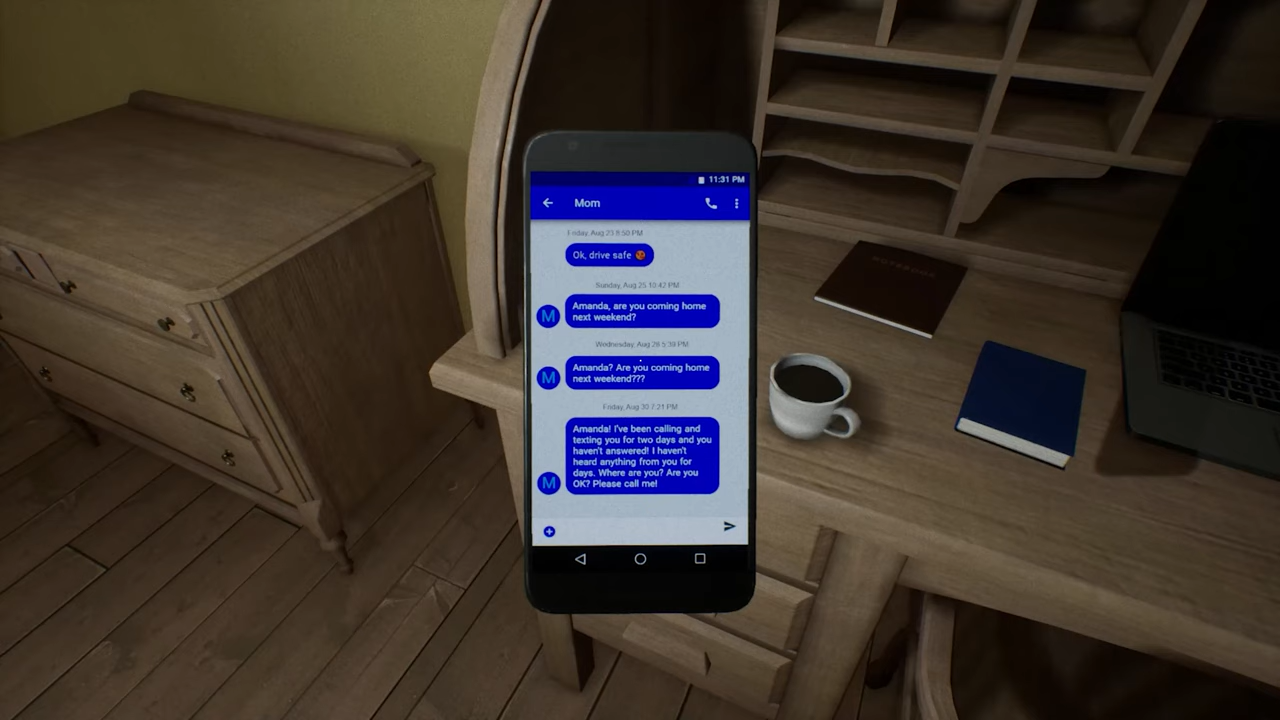 11:31 PM
Mom
Friday, Aug 23 8:50 PM
Ok, drive safe
Sunday, Aug 25 10:42 PM
M
Amanda, are you coming home
next weekend?
Wednesday, Aug 28 5:39 PM
M
Amanda? Are you coming home
next weekend???
Friday, Aug 30 7:21 PM
M
Amanda! I've been calling and
texting you for two days and you
haven't answered! I haven't
heard anything from you for
days. Where are you? Are you
OK? Please call me!
NOTEBOOK